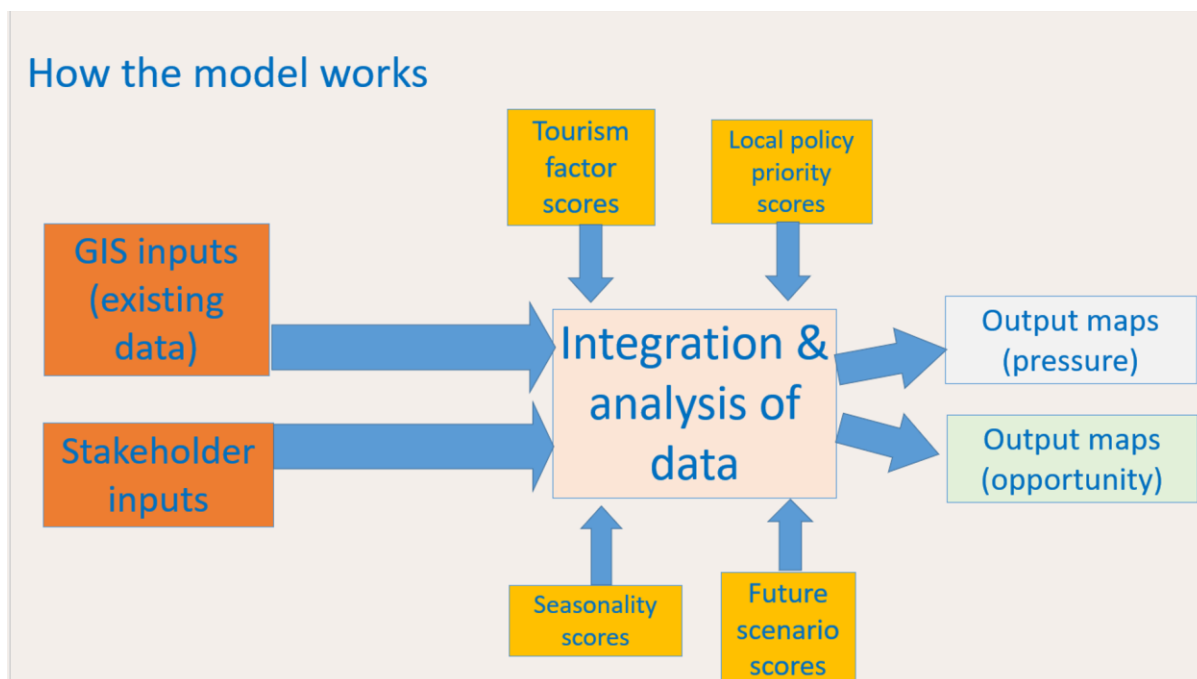 How the model works
Tourism
factor
scores
Local policy
priority
scores
GIS inputs
(existing
data)
Stakeholder
inputs
Integration &
analysis of
data
Output maps
(pressure)
Output maps
(opportunity)
Seasonality
scores
Future
scenario
scores